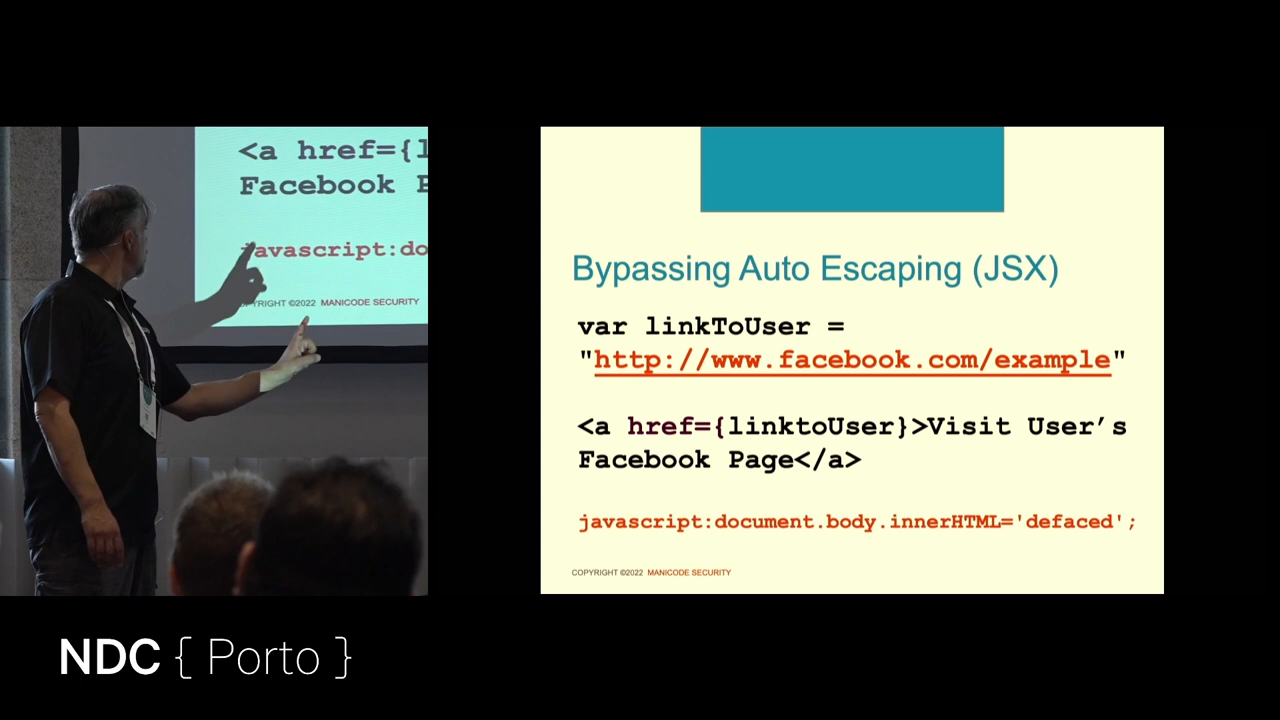 <a href={l
Facebook P
javascript:do
PYRIGHT ©2022 MANICODE SECURITY
Bypassing Auto Escaping (JSX)
var linkToUser =
"http://www.facebook.com/example"
<a href={linktoUser}>Visit User’s
Facebook Page</a>
javascript:document.body.innerHTML='defaced';
COPYRIGHT ©2022 MANICODE SECURITY
NDC { Porto }